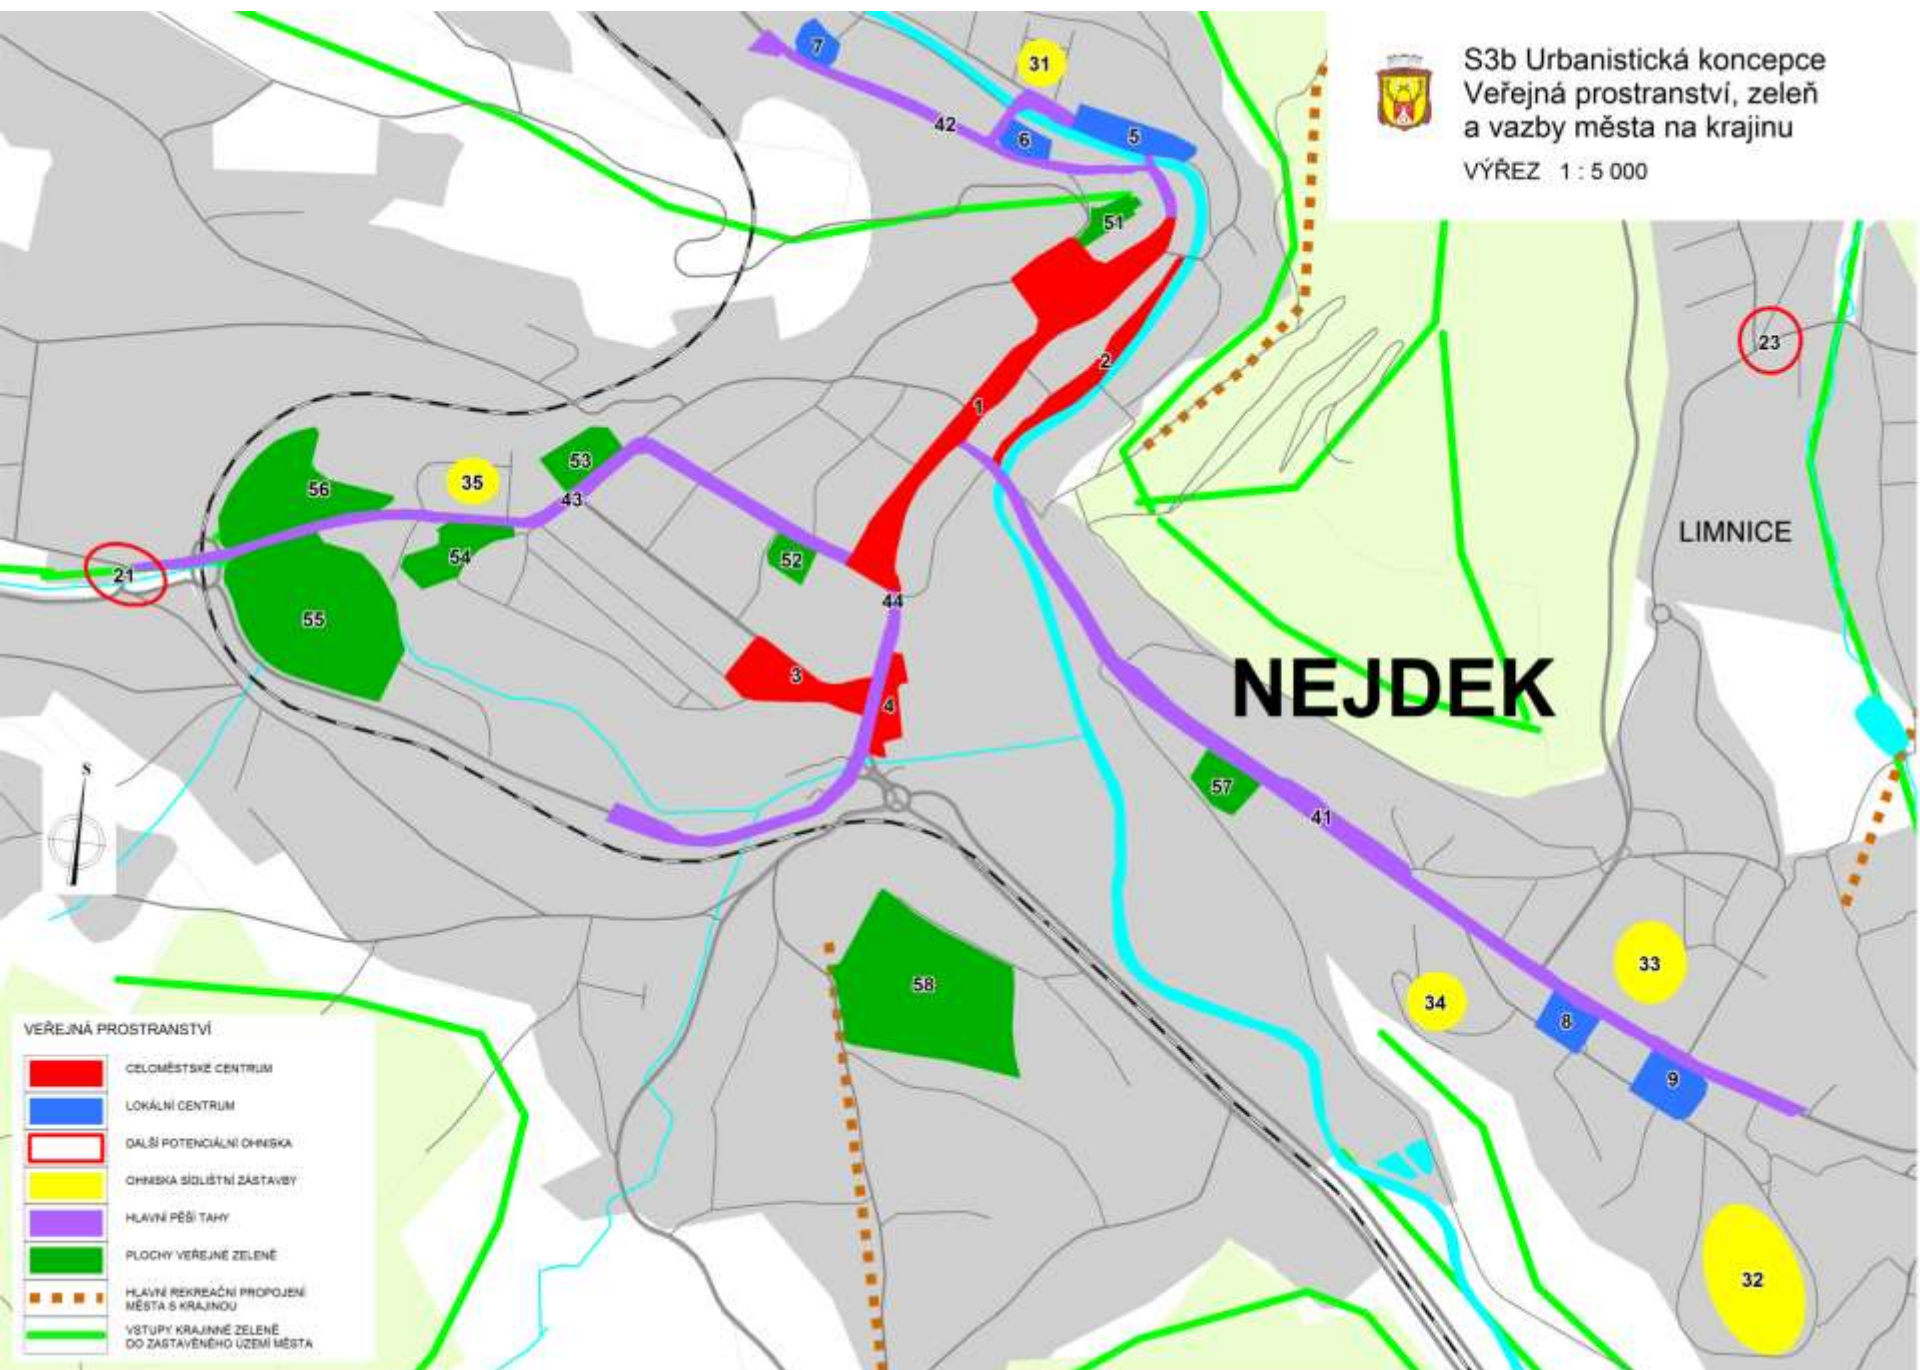 S3b Urbanistická koncepce
Veřejná prostranství, zeleň
a vazby města na krajinu
VÝŘEZ 1 : 5 000
7
31
42
6
5
51
23
2
1
53
35
56
43
LIMNICE
54
52
21
44
55
3
NEJDEK
4
S
57
41
33
58
34
8
9
32
VEŘEJNÁ PROSTRANSTVÍ
CELOMĚSTSKÉ CENTRUM
LOKÁLNÍ CENTRUM
DALŠÍ POTENCIÁLNÍ OHNISKA
OHNISKA SÍDLIŠTNÍ ZÁSTAVBY
HLAVNÍ PĚŠÍ TAHY
PLOCHY VEŘEJNÉ ZELENĚ
HLAVNÍ REKREAČNÍ PROPOJENÍ
MĚSTA S KRAJINOU
VSTUPY KRAJINNÉ ZELENĚ
DO ZASTAVĚNÉHO ÚZEMÍ MĚSTA